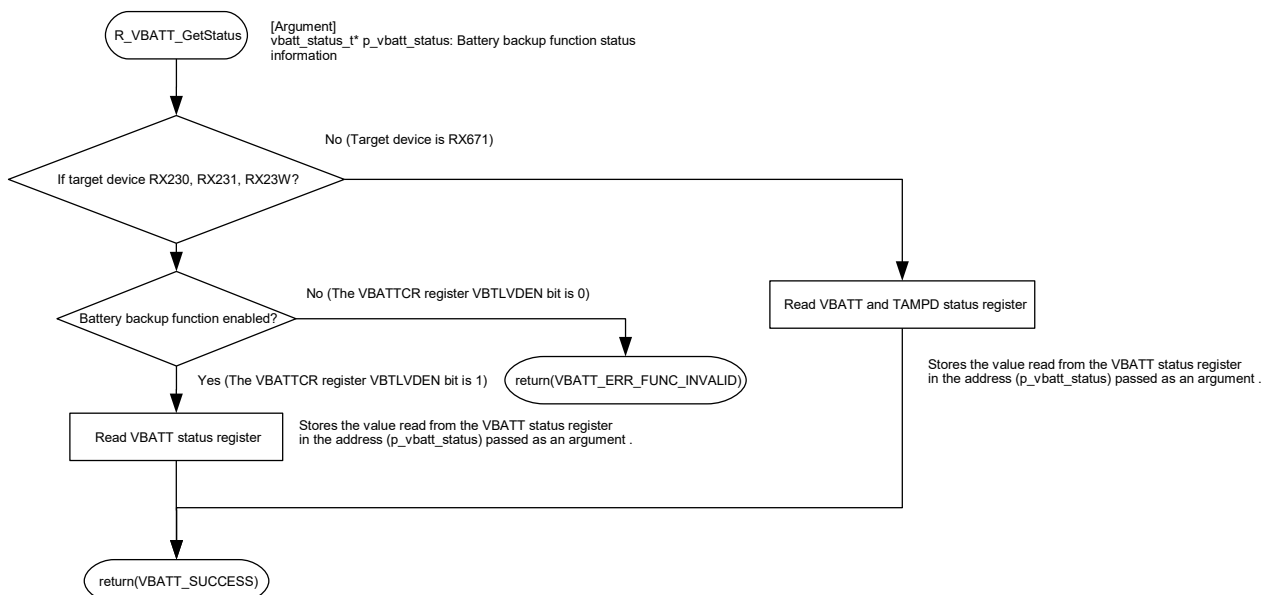 R_VBATT_GetStatus
[Argument]
vbatt_status_t* p_vbatt_status: Battery backup function status
information
No (Target device is RX671)
If target device RX230, RX231, RX23W?
No (The VBATTCR register VBTLVDEN bit is 0)
Battery backup function enabled?
Read VBATT and TAMPD status register
Yes (The VBATTCR register VBTLVDEN bit is 1)
return(VBATT_ERR_FUNC_INVALID)
Stores the value read from the VBATT status register
in the address (p_vbatt_status) passed as an argument .
Read VBATT status register
Stores the value read from the VBATT status register
in the address (p_vbatt_status) passed as an argument .
return(VBATT_SUCCESS)